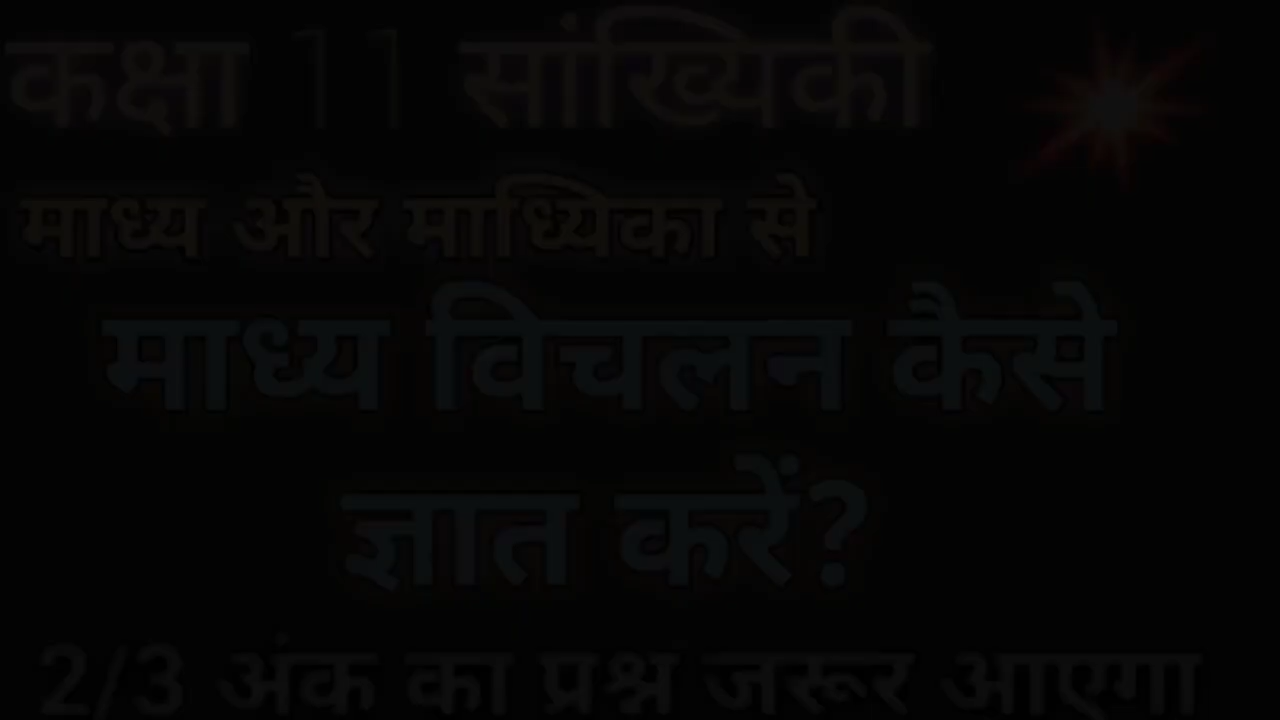 कक्षा 11 सांख्यिकी
माध्य और माध्यिका से
माध्य विचलन कैसे
ज्ञात करें?
2/3 अंक का प्रश्न जरूर आएगा